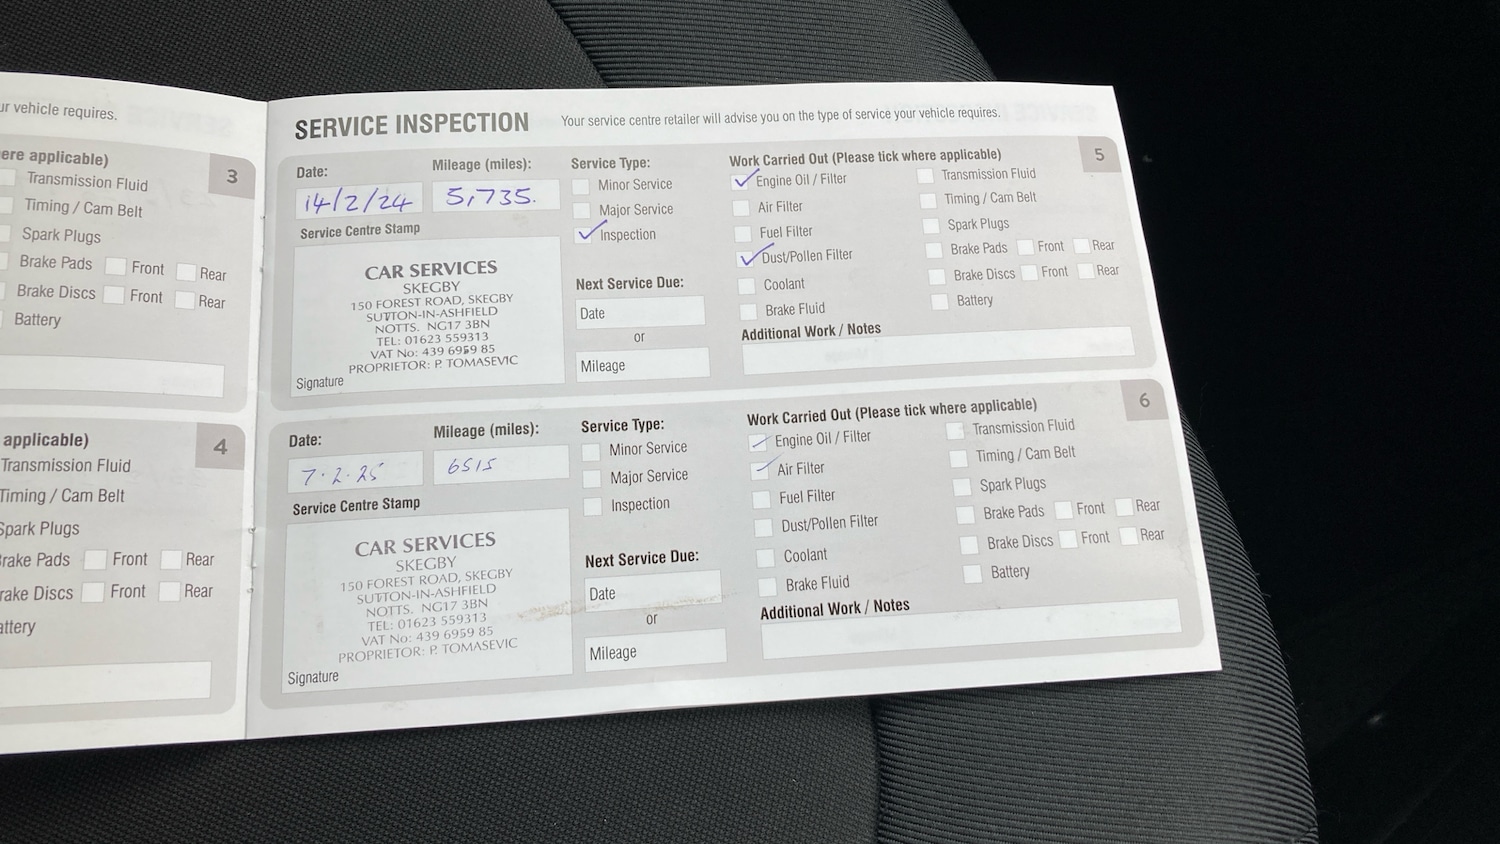 ur vehicle requires.
ere applicable)
3
Transmission Fluid
Timing / Cam Belt
Spark Plugs
Brake Pads Front Rear
Brake Discs Front Rear
Battery
applicable)
4
Transmission Fluid
Timing / Cam Belt
Spark Plugs
rake Pads Front Rear
rake Discs Front Rear
attery
SERVICE INSPECTION Your service centre retailer will advise you on the type of service your vehicle requires.
5
Date: Mileage (miles):
14/2/24 5,735.
Service Centre Stamp
CAR SERVICES
SKEGBY
150 FOREST ROAD, SKEGBY
SUTTON-IN-ASHFIELD
NOTTS. NG17 3BN
TEL: 01623 559313
VAT No: 439 6959 85
PROPRIETOR: P. TOMASEVIC
Signature
Service Type:
Minor Service
Major Service
Inspection
Next Service Due:
Date
or
Mileage
Work Carried Out (Please tick where applicable)
Engine Oil / Filter
Air Filter
Fuel Filter
Dust/Pollen Filter
Coolant
Brake Fluid
Transmission Fluid
Timing / Cam Belt
Spark Plugs
Brake Pads Front Rear
Brake Discs Front Rear
Battery
Additional Work / Notes
6
Date: Mileage (miles):
7.2.25 6515
Service Centre Stamp
CAR SERVICES
SKEGBY
150 FOREST ROAD, SKEGBY
SUTTON-IN-ASHFIELD
NOTTS. NG17 3BN
TEL: 01623 559313
VAT No: 439 6959 85
PROPRIETOR: P. TOMASEVIC
Signature
Service Type:
Minor Service
Major Service
Inspection
Next Service Due:
Date
or
Mileage
Work Carried Out (Please tick where applicable)
Engine Oil / Filter
Air Filter
Fuel Filter
Dust/Pollen Filter
Coolant
Brake Fluid
Transmission Fluid
Timing / Cam Belt
Spark Plugs
Brake Pads Front Rear
Brake Discs Front Rear
Battery
Additional Work / Notes